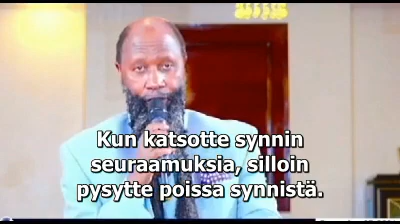 Kun katsotte synnin
seuraamuksia, silloin
pysytte poissa synnistä.